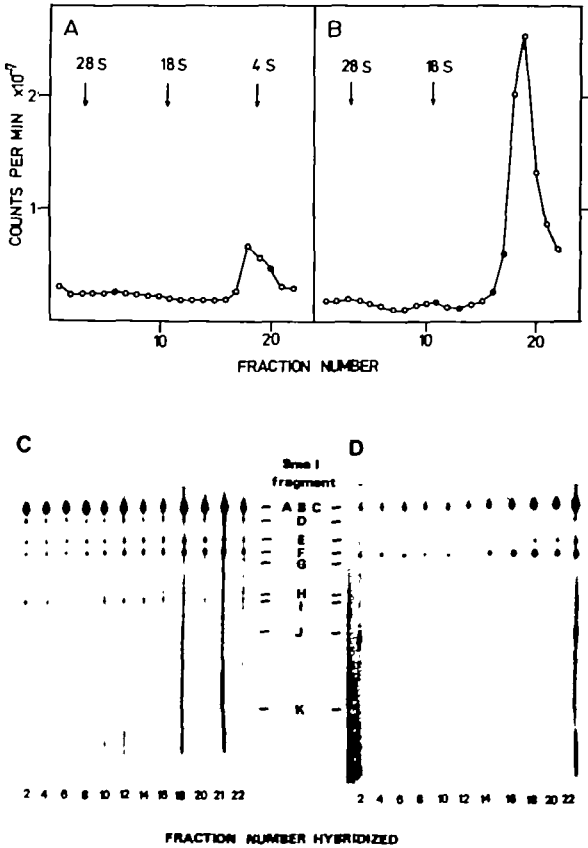 A
B
28 S 18 S 4 S
28 S 18 S
COUNTS PER MIN x10⁻⁷
2
1
10 20 10 20
FRACTION NUMBER
C
D
Sma I
fragment
A B C
D
E
F
G
H
I
J
K
2 4 6 8 10 12 14 16 18 20 21 22
2 4 6 8 10 12 14 16 18 20 22
FRACTION NUMBER HYBRIDIZED